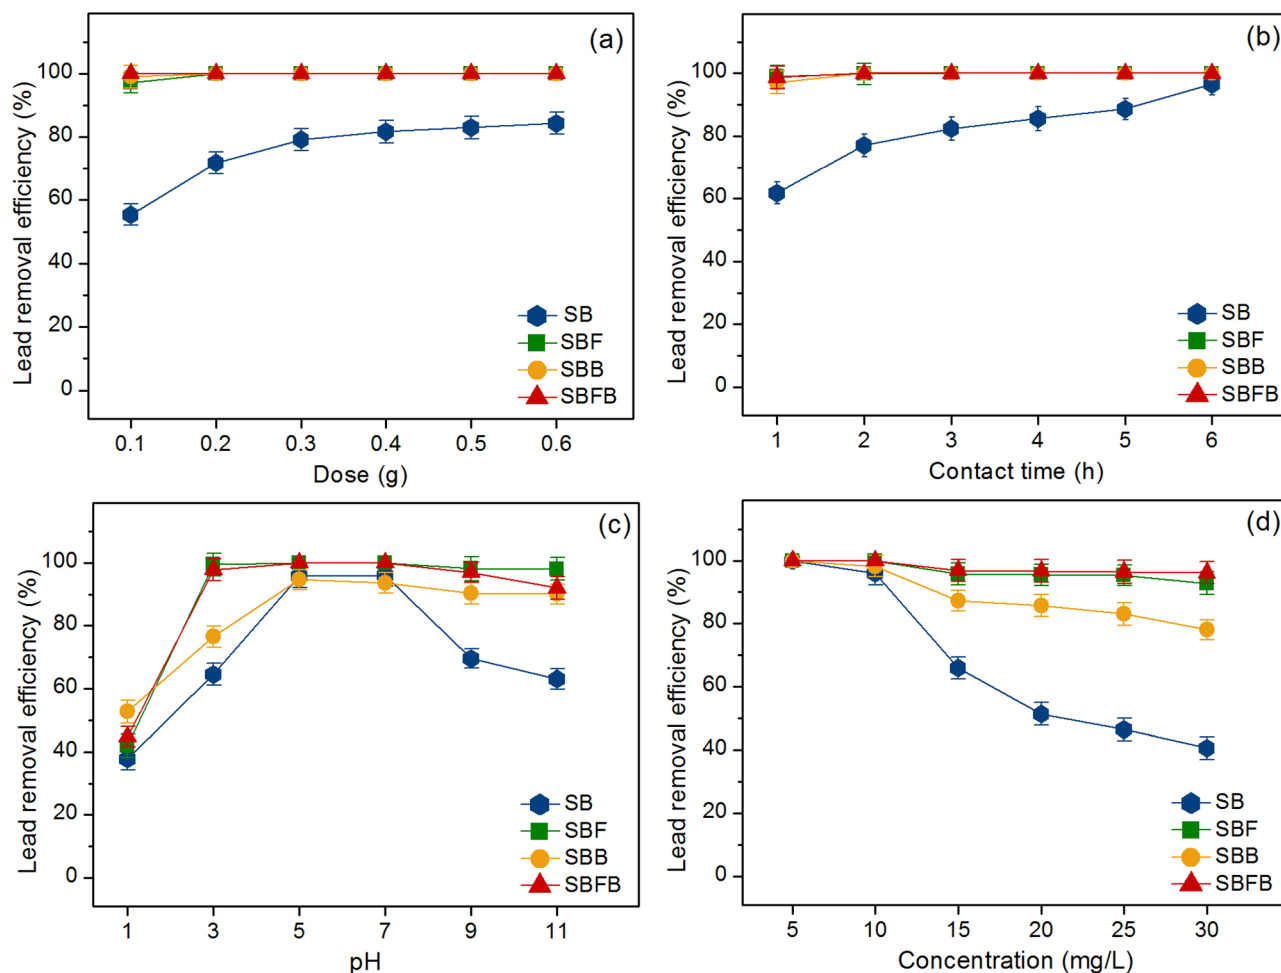 (a)
Lead removal efficiency (%)
100
80
60
40
20
0
SB
SBF
SBB
SBFB
0.1 0.2 0.3 0.4 0.5 0.6
Dose (g)
(b)
Lead removal efficiency (%)
100
80
60
40
20
0
SB
SBF
SBB
SBFB
1 2 3 4 5 6
Contact time (h)
(c)
Lead removal efficiency (%)
100
80
60
40
20
0
SB
SBF
SBB
SBFB
1 3 5 7 9 11
pH
(d)
Lead removal efficiency (%)
100
80
60
40
20
0
SB
SBF
SBB
SBFB
5 10 15 20 25 30
Concentration (mg/L)